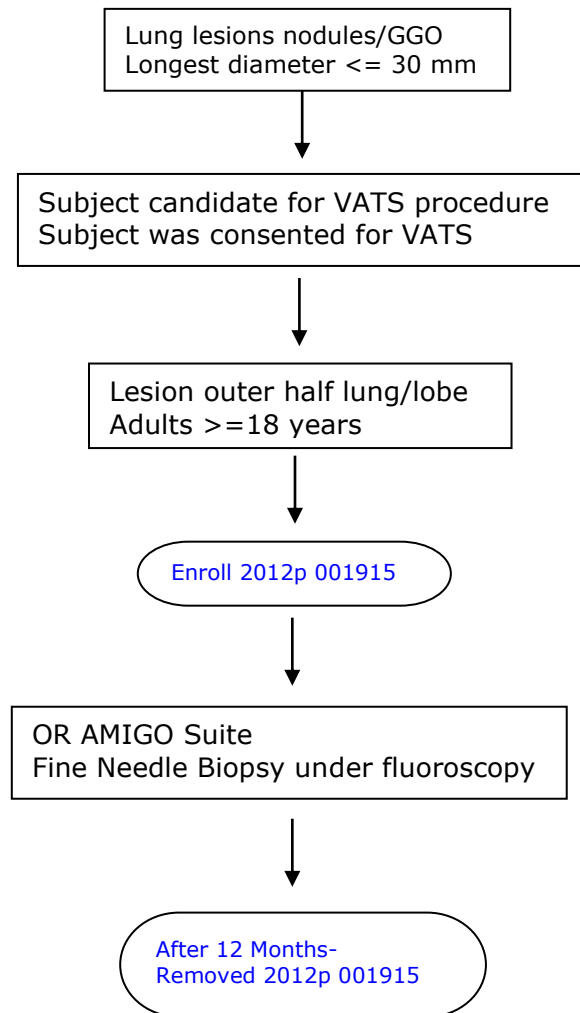 Lung lesions nodules/GGO
Longest diameter <= 30 mm
Subject candidate for VATS procedure
Subject was consented for VATS
Lesion outer half lung/lobe
Adults >=18 years
Enroll 2012p 001915
OR AMIGO Suite
Fine Needle Biopsy under fluoroscopy
After 12 Months-
Removed 2012p 001915